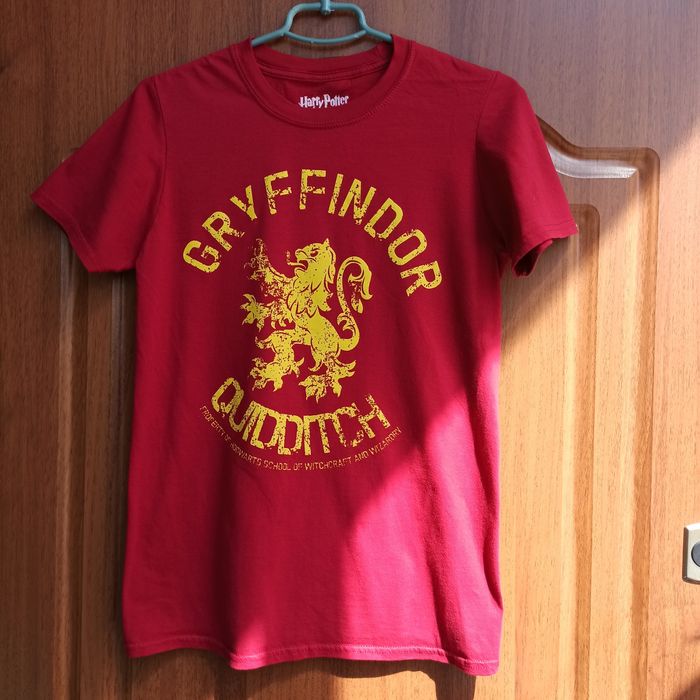 Harry Potter
GRYFFINDOR
QUIDDITCH
PROPERTY OF HOGWARTS SCHOOL OF WITCHCRAFT AND WIZARDRY